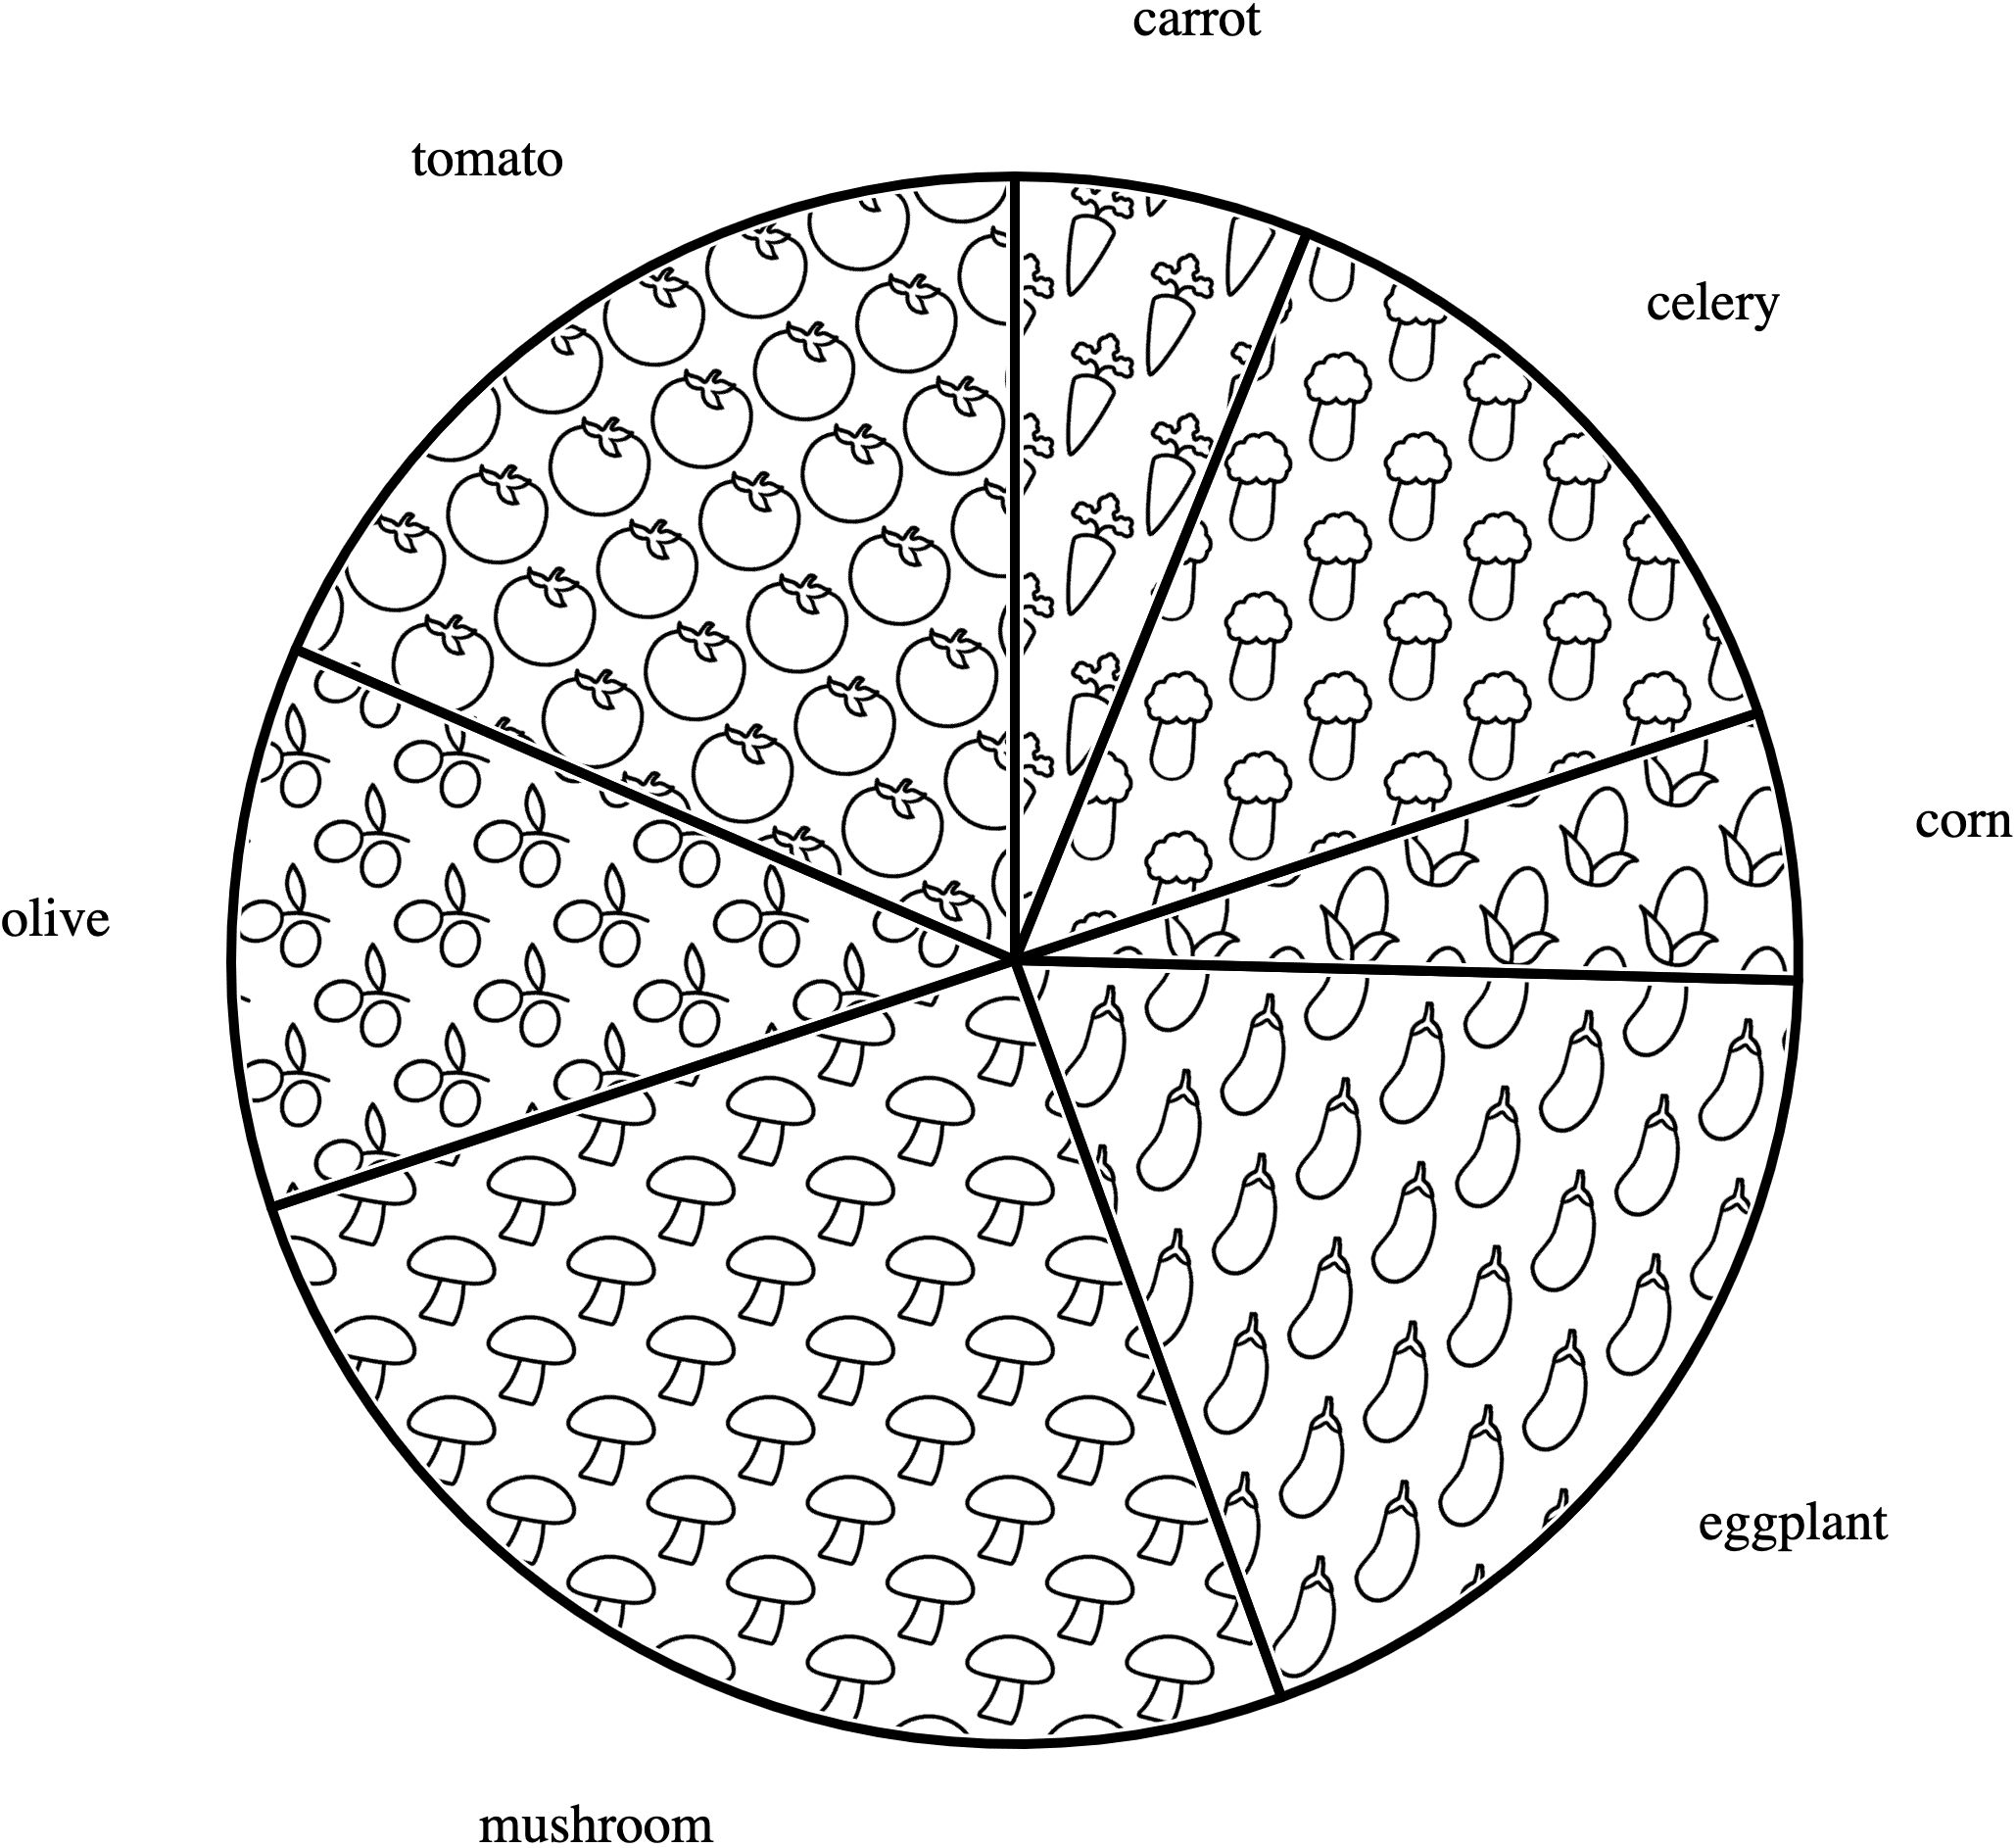 carrot
tomato
celery
corn
olive
eggplant
mushroom